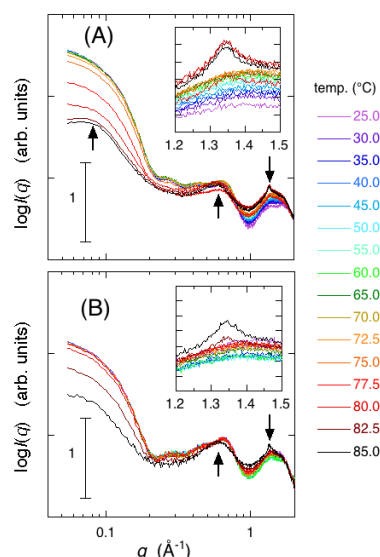 (A)
logI(q) (arb. units)
1
1.2 1.3 1.4 1.5
(B)
logI(q) (arb. units)
1
1.2 1.3 1.4 1.5
0.1 1
q (Å-1)
temp. (°C)
25.0
30.0
35.0
40.0
45.0
50.0
55.0
60.0
65.0
70.0
72.5
75.0
77.5
80.0
82.5
85.0